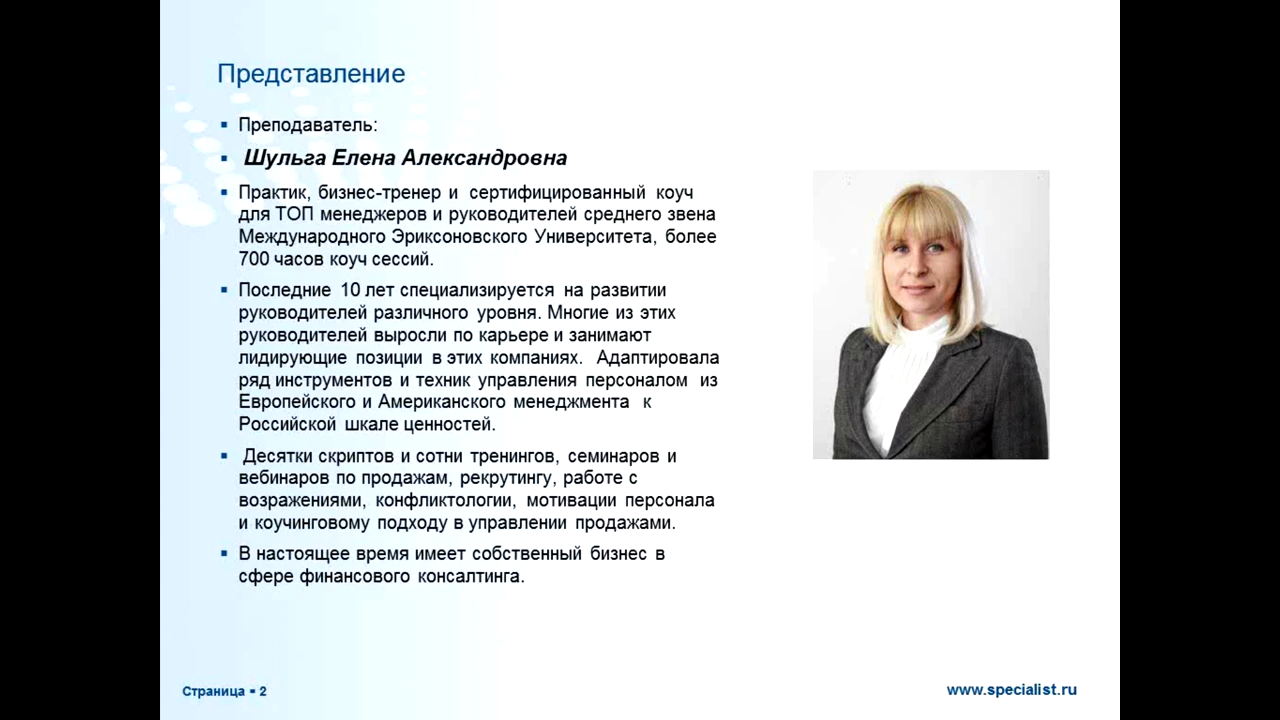 Представление
Преподаватель:
Шульга Елена Александровна
Практик, бизнес-тренер и сертифицированный коуч
для ТОП менеджеров и руководителей среднего звена
Международного Эриксоновского Университета, более
700 часов коуч сессий.
Последние 10 лет специализируется на развитии
руководителей различного уровня. Многие из этих
руководителей выросли по карьере и занимают
лидирующие позиции в этих компаниях. Адаптировала
ряд инструментов и техник управления персоналом из
Европейского и Американского менеджмента к
Российской шкале ценностей.
Десятки скриптов и сотни тренингов, семинаров и
вебинаров по продажам, рекрутингу, работе с
возражениями, конфликтологии, мотивации персонала
и коучинговому подходу в управлении продажами.
В настоящее время имеет собственный бизнес в
сфере финансового консалтинга.
Страница ▪ 2
www.specialist.ru